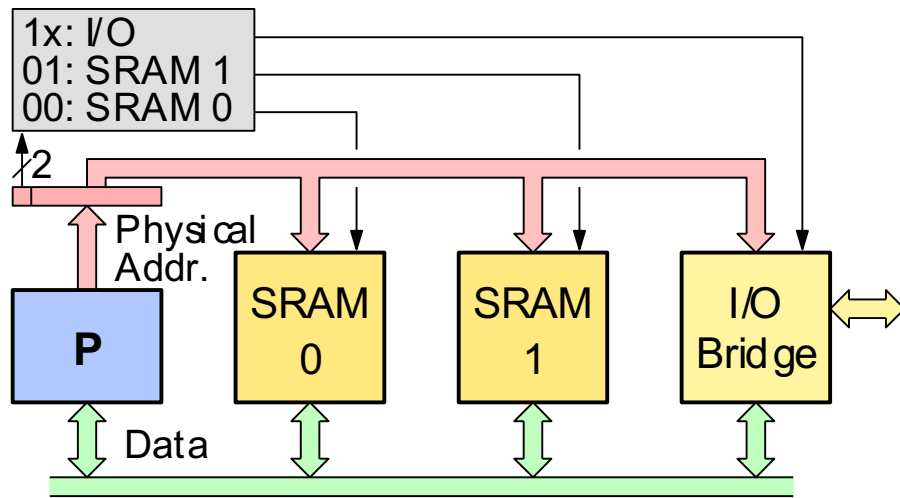 1x: I/O
01: SRAM 1
00: SRAM 0
2
Physical
Addr.
P
SRAM
0
SRAM
1
I/O
Bridge
Data